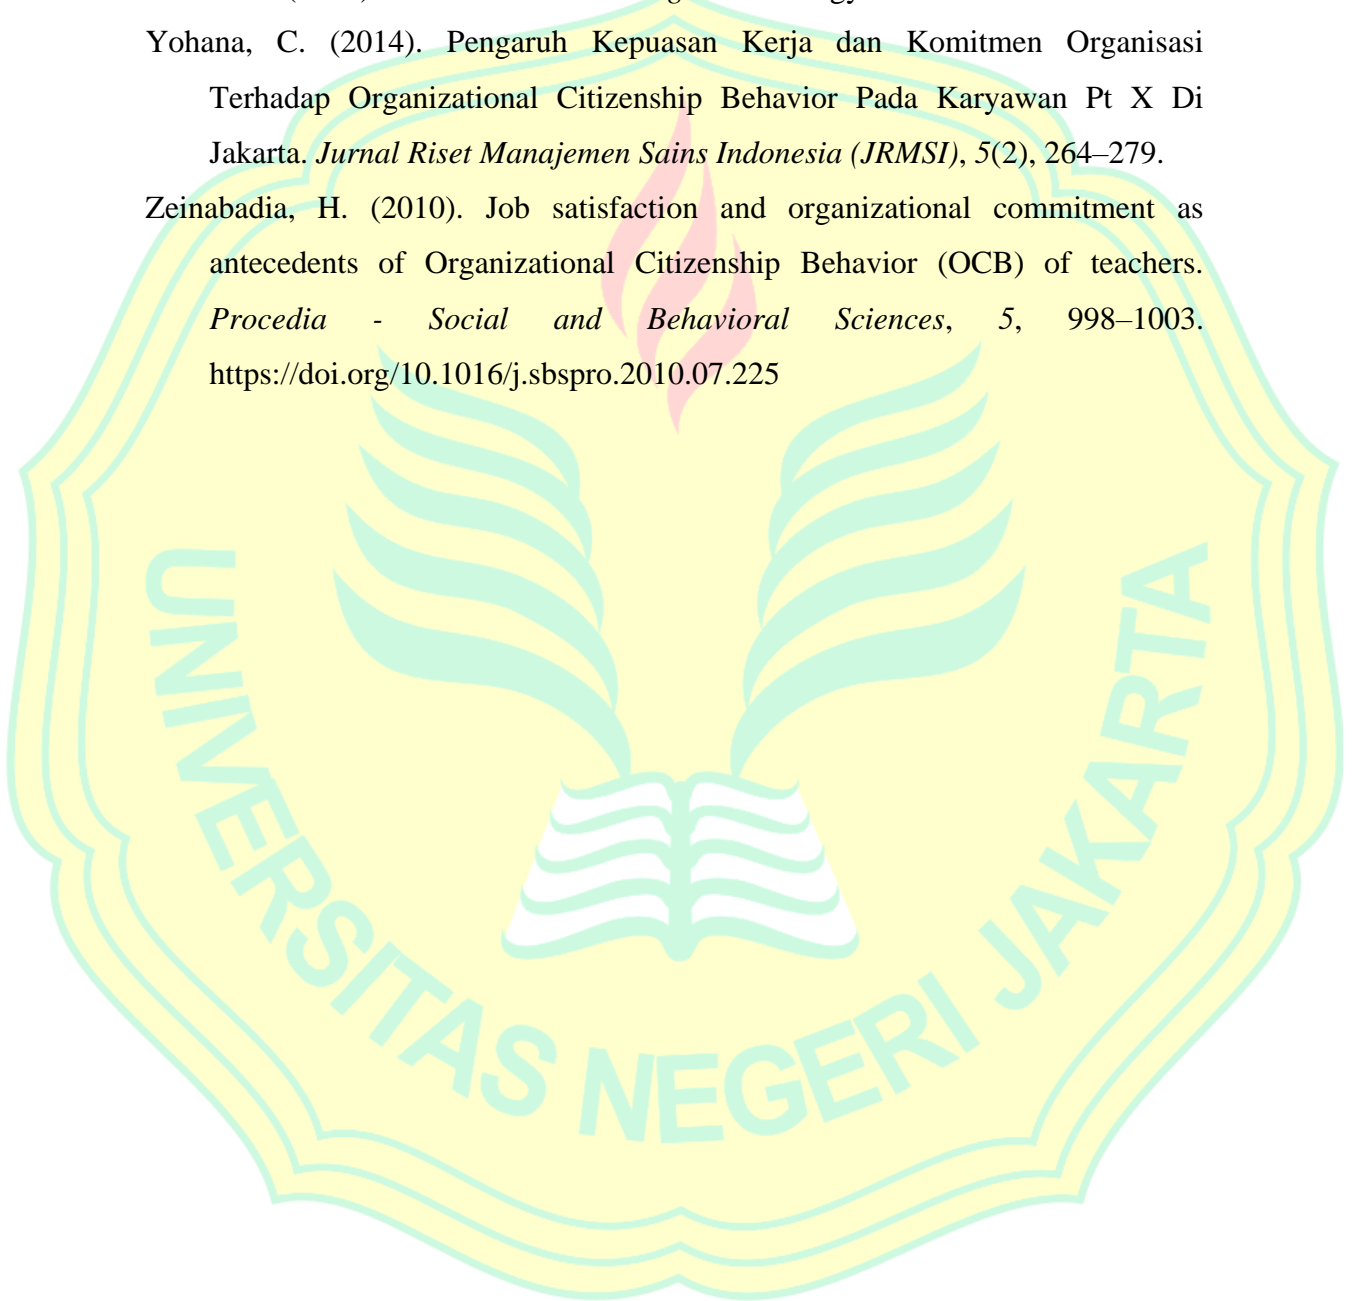 Yohana, C. (2014). Pengaruh Kepuasan Kerja dan Komitmen Organisasi
Terhadap Organizational Citizenship Behavior Pada Karyawan Pt X Di
Jakarta. Jurnal Riset Manajemen Sains Indonesia (JRMSI), 5(2), 264–279.
Zeinabadia, H. (2010). Job satisfaction and organizational commitment as
antecedents of Organizational Citizenship Behavior (OCB) of teachers.
Procedia - Social and Behavioral Sciences, 5, 998–1003.
https://doi.org/10.1016/j.sbspro.2010.07.225
UNIVERSITAS NEGERI JAKARTA